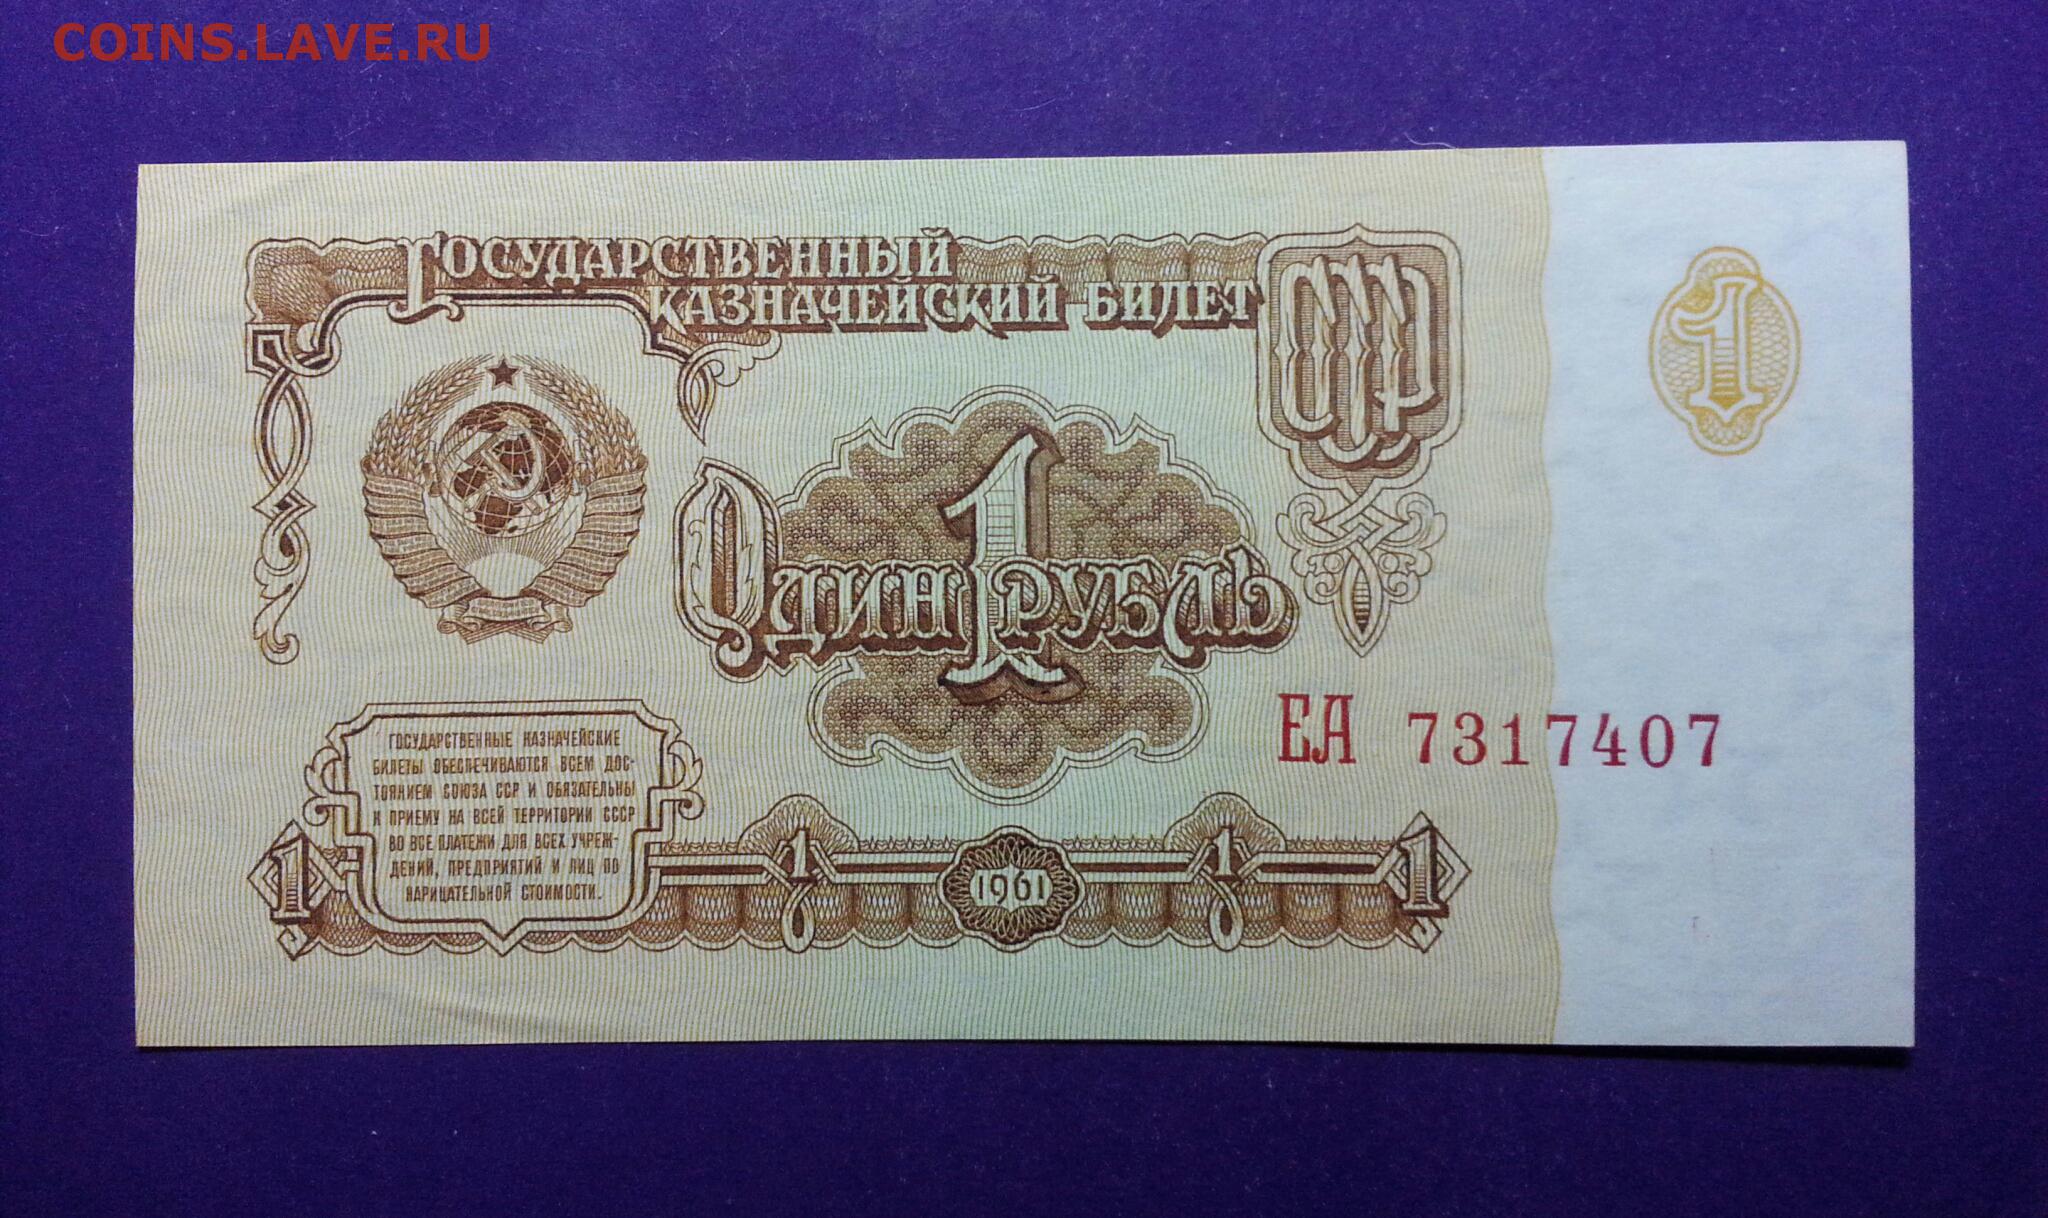 COINS.LAVE.RU
ГОСУДАРСТВЕННЫЙ
КАЗНАЧЕЙСКИЙ БИЛЕТ
СССР
1
1
ОДИН РУБЛЬ
ЕА 7317407
ГОСУДАРСТВЕННЫЕ КАЗНАЧЕЙСКИЕ
БИЛЕТЫ ОБЕСПЕЧИВАЮТСЯ ВСЕМ ДОС-
ТОЯНИЕМ СОЮЗА ССР И ОБЯЗАТЕЛЬНЫ
К ПРИЕМУ НА ВСЕЙ ТЕРРИТОРИИ СССР
ВО ВСЕ ПЛАТЕЖИ ДЛЯ ВСЕХ УЧРЕЖ-
ДЕНИЙ, ПРЕДПРИЯТИЙ И ЛИЦ ПО
НАРИЦАТЕЛЬНОЙ СТОИМОСТИ.
1 1 1961 1 1